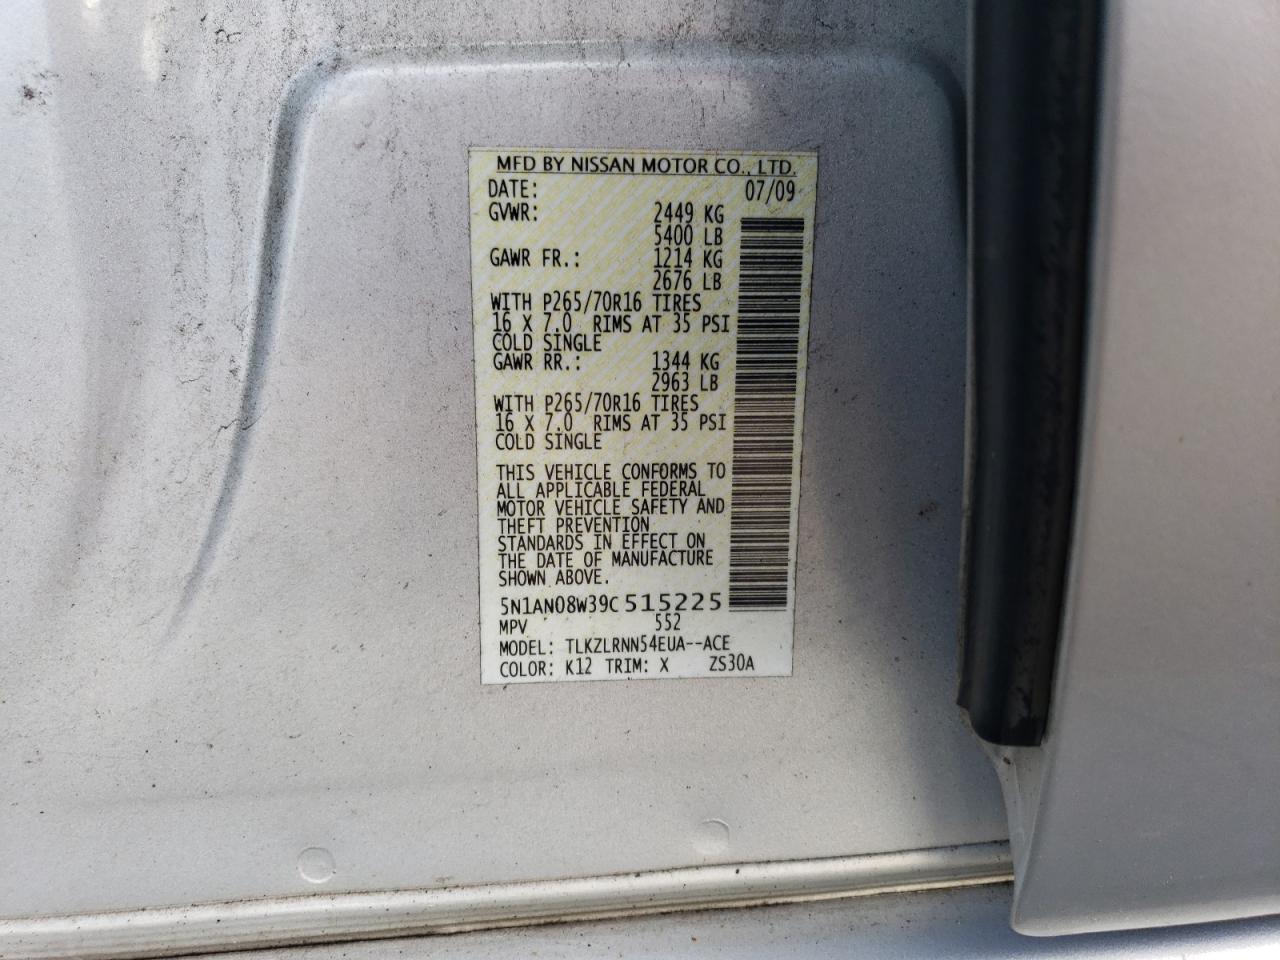 MFD BY NISSAN MOTOR CO., LTD.
DATE: 07/09
GVWR: 2449 KG
5400 LB
GAWR FR.: 1214 KG
2676 LB
WITH P265/70R16 TIRES
16 X 7.0 RIMS AT 35 PSI
COLD SINGLE
GAWR RR.: 1344 KG
2963 LB
WITH P265/70R16 TIRES
16 X 7.0 RIMS AT 35 PSI
COLD SINGLE
THIS VEHICLE CONFORMS TO
ALL APPLICABLE FEDERAL
MOTOR VEHICLE SAFETY AND
THEFT PREVENTION
STANDARDS IN EFFECT ON
THE DATE OF MANUFACTURE
SHOWN ABOVE.
5N1AN08W39C515225
MPV 552
MODEL: TLKZLRNN54EUA--ACE
COLOR: K12 TRIM: X ZS30A